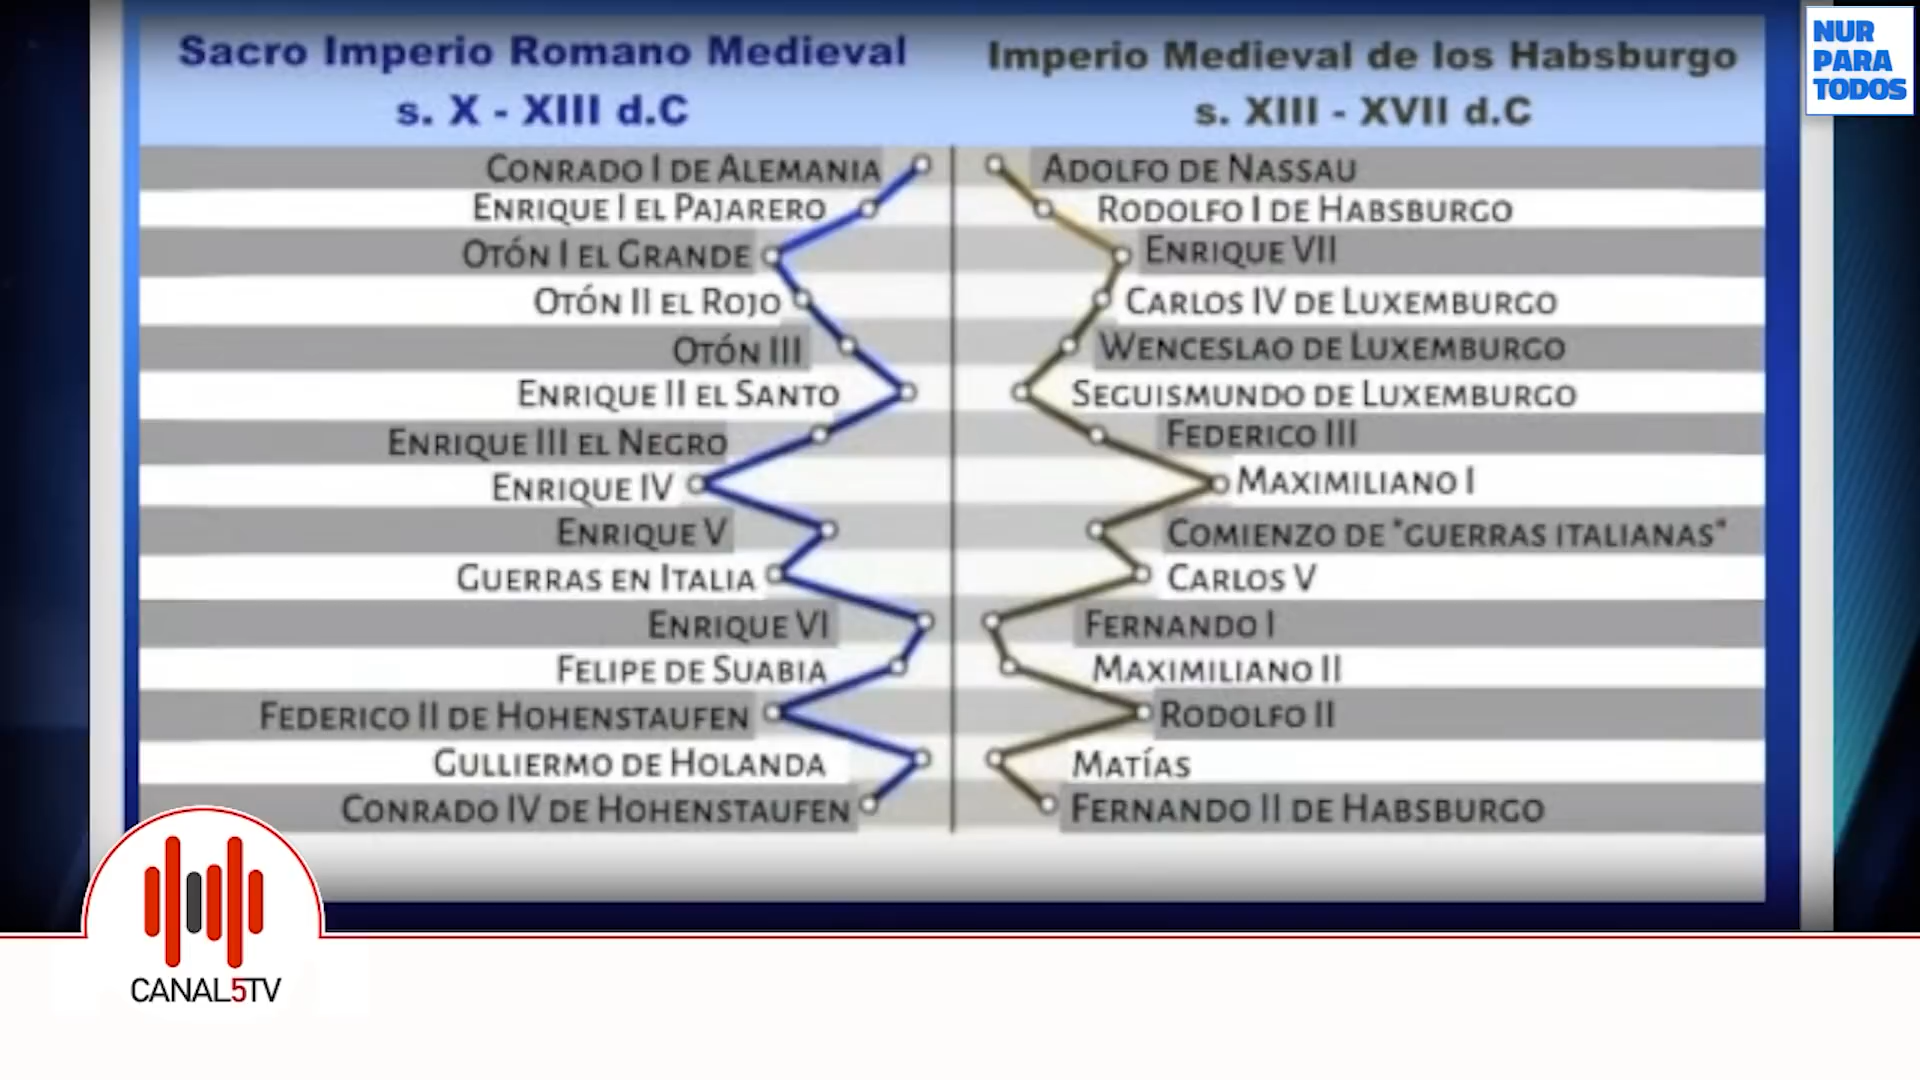 Sacro Imperio Romano Medieval
s. X - XIII d.C
Imperio Medieval de los Habsburgo
s. XIII - XVII d.C
NUR
PARA
TODOS
CONRADO I DE ALEMANIA
ENRIQUE I EL PAJARERO
OTÓN I EL GRANDE
OTÓN II EL ROJO
OTÓN III
ENRIQUE II EL SANTO
ENRIQUE III EL NEGRO
ENRIQUE IV
ENRIQUE V
GUERRAS EN ITALIA
ENRIQUE VI
FELIPE DE SUABIA
FEDERICO II DE HOHENSTAUFEN
GULLIERMO DE HOLANDA
CONRADO IV DE HOHENSTAUFEN
ADOLFO DE NASSAU
RODOLFO I DE HABSBURGO
ENRIQUE VII
CARLOS IV DE LUXEMBURGO
WENCESLAO DE LUXEMBURGO
SEGUISMUNDO DE LUXEMBURGO
FEDERICO III
MAXIMILIANO I
COMIENZO DE "GUERRAS ITALIANAS"
CARLOS V
FERNANDO I
MAXIMILIANO II
RODOLFO II
MATÍAS
FERNANDO II DE HABSBURGO
CANAL5TV